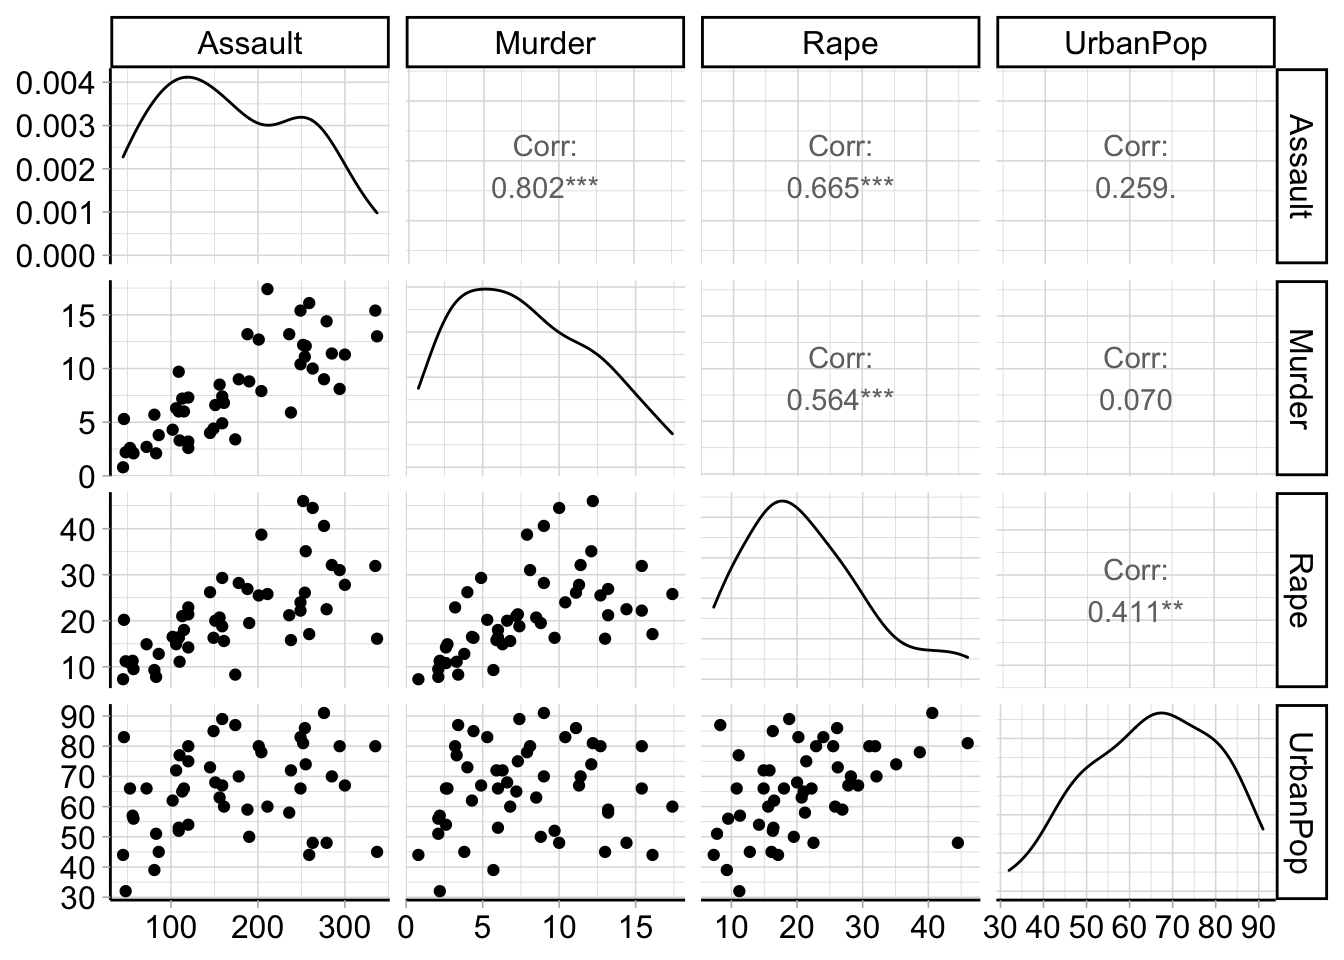 Assault Murder Rape UrbanPop
0.004
0.003
0.002
0.001
0.000
Corr:
0.802***
Corr:
0.665***
Corr:
0.259.
Assault
15
10
5
0
Corr:
0.564***
Corr:
0.070
Murder
40
30
20
10
Corr:
0.411**
Rape
90
80
70
60
50
40
30
UrbanPop
100 200 300 0 5 10 15 10 20 30 40 30 40 50 60 70 80 90